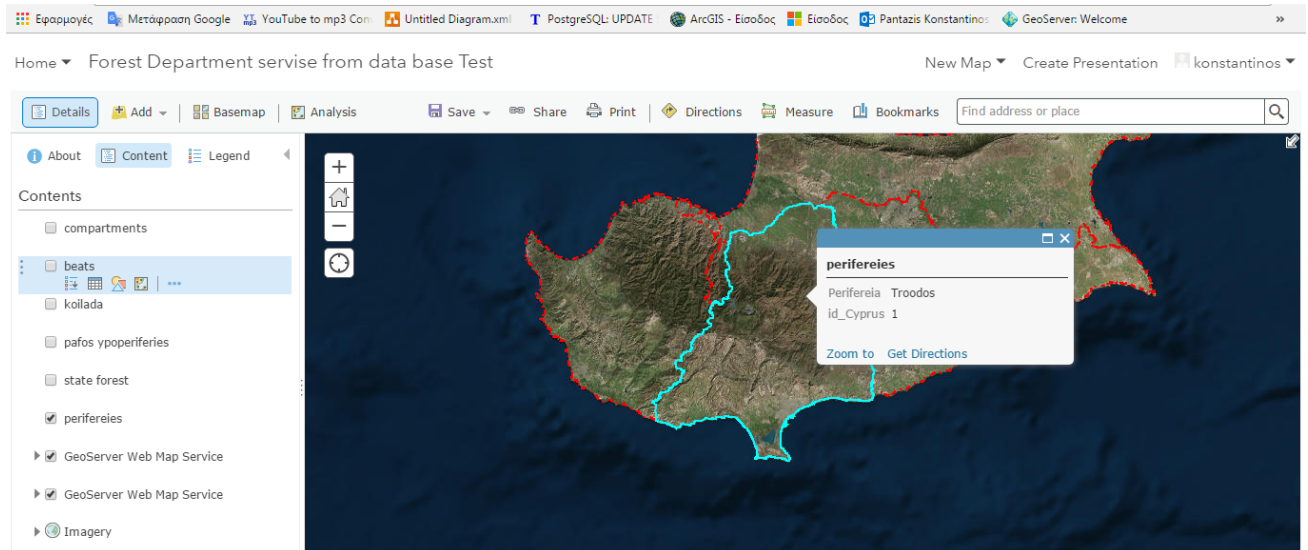 Εφαρμογές Μετάφραση Google YouTube to mp3 Con Untitled Diagram.xml PostgreSQL: UPDATE ArcGIS - Είσοδος Είσοδος Pantazis Konstantinos GeoServer: Welcome »
Home Forest Department servise from data base Test New Map Create Presentation konstantinos
Details Add Basemap Analysis Save Share Print Directions Measure Bookmarks Find address or place
About Content Legend
Contents
compartments
beats
koilada
pafos ypoperiferies
state forest
perifereies
GeoServer Web Map Service
GeoServer Web Map Service
Imagery
perifereies
Perifereia Troodos
id_Cyprus 1
Zoom to Get Directions